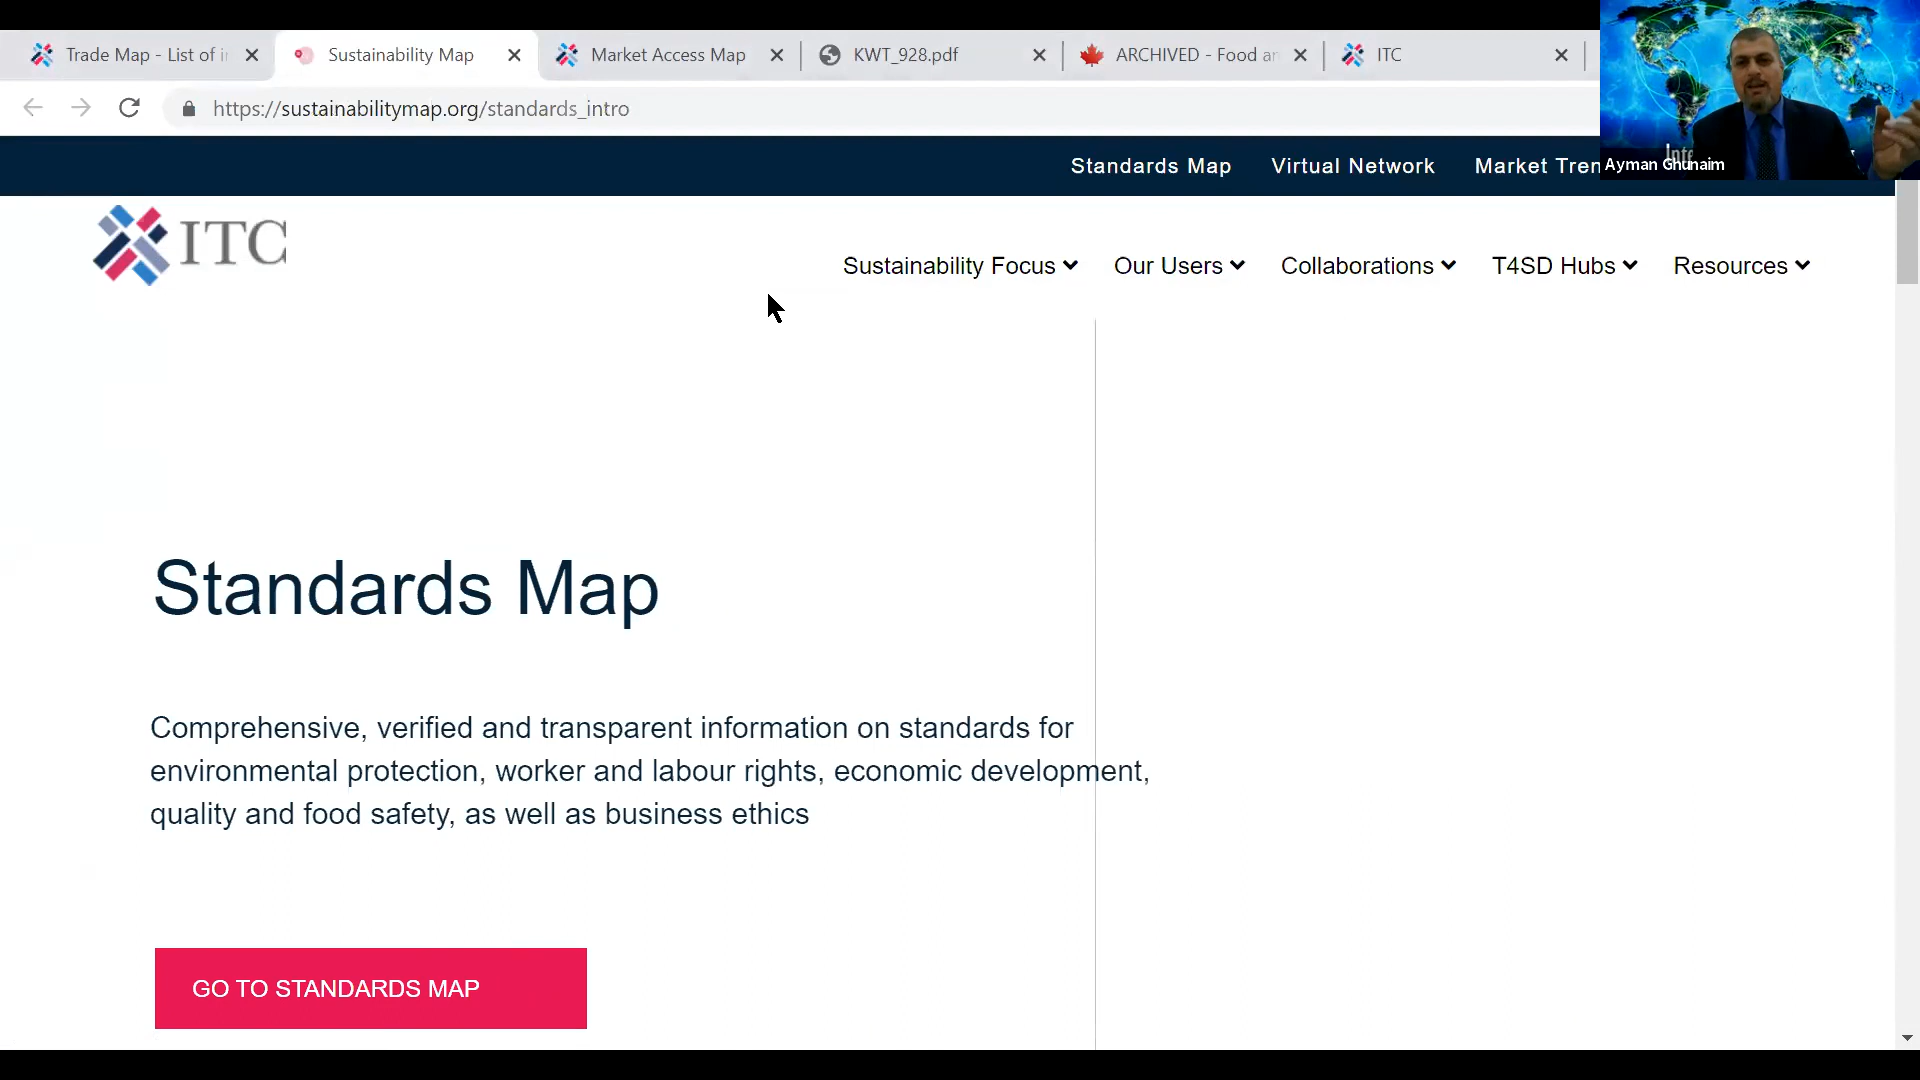 Trade Map - List of i
Sustainability Map
Market Access Map
KWT_928.pdf
ARCHIVED - Food a
ITC
https://sustainabilitymap.org/standards_intro
Standards Map
Virtual Network
Market Tren
Ayman Ghunaim
ITC
Sustainability Focus
Our Users
Collaborations
T4SD Hubs
Resources
Standards Map
Comprehensive, verified and transparent information on standards for
environmental protection, worker and labour rights, economic development,
quality and food safety, as well as business ethics
GO TO STANDARDS MAP